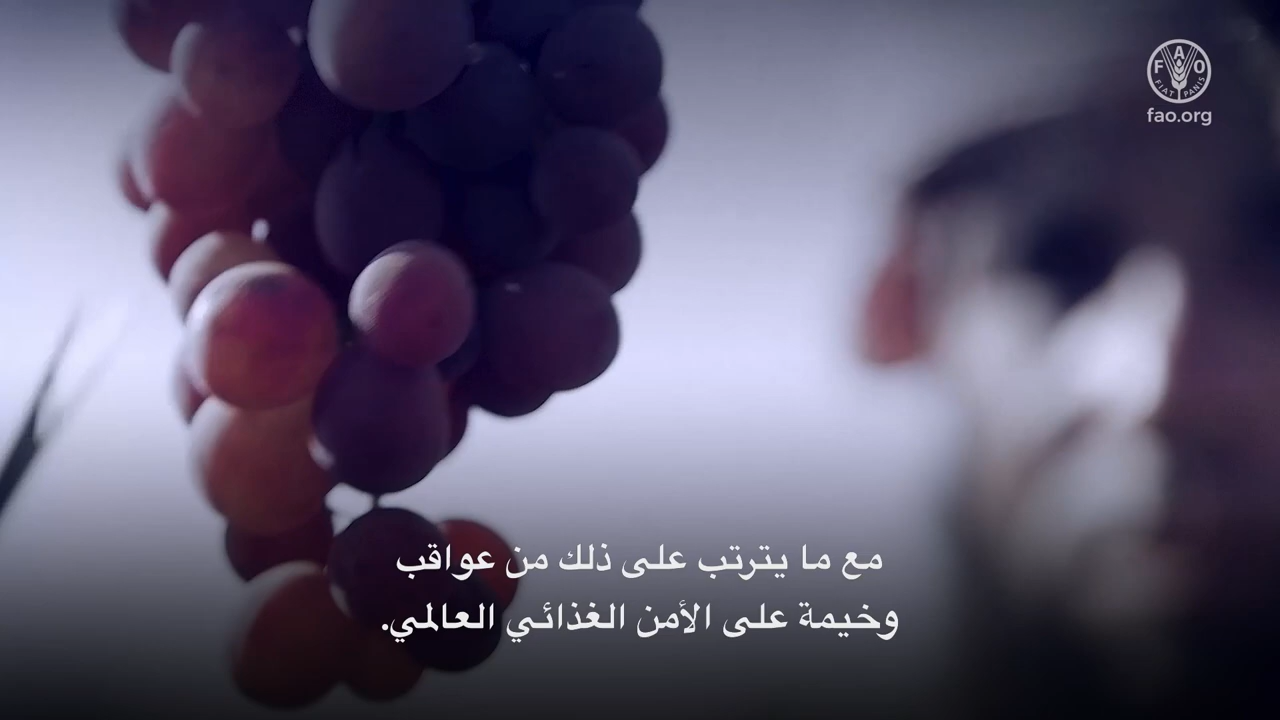 FAO
FIAT PANIS
fao.org
مع ما يترتب على ذلك من عواقب
وخيمة على الأمن الغذائي العالمي.